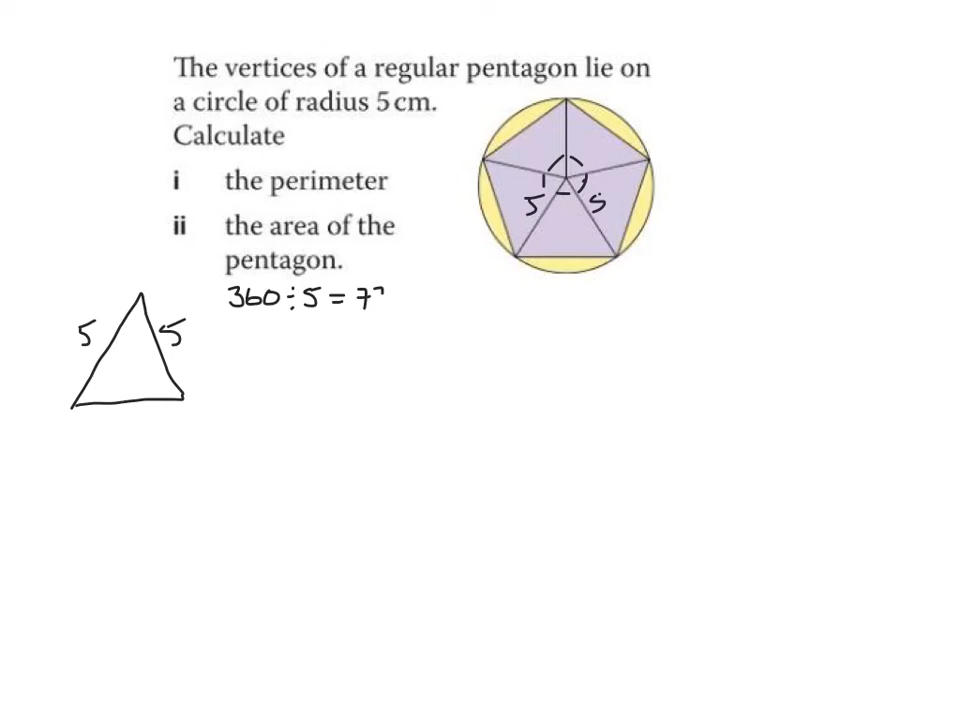 The vertices of a regular pentagon lie on
a circle of radius 5 cm.
Calculate
i the perimeter
5 5
ii the area of the
pentagon.
360 ÷ 5 =
5 5